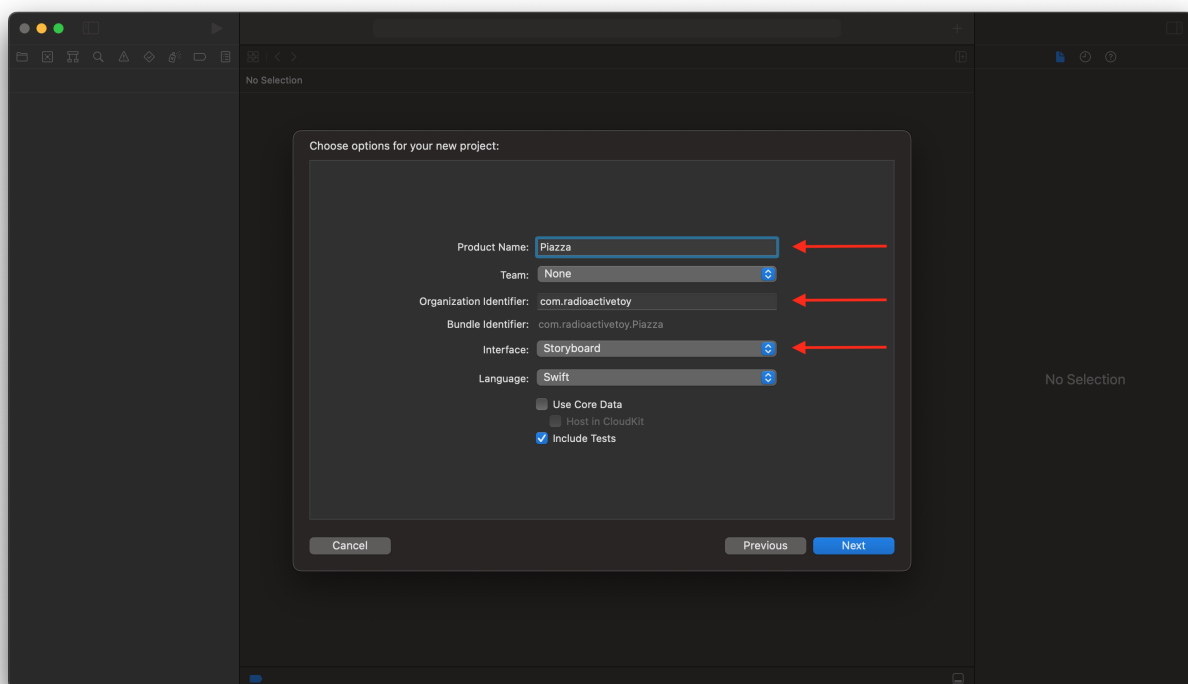 No Selection
Choose options for your new project:
Product Name: Piazza
Team: None
Organization Identifier: com.radioactivetoy
Bundle Identifier: com.radioactivetoy.Piazza
Interface: Storyboard
Language: Swift
Use Core Data
Host in CloudKit
Include Tests
Cancel Previous Next
No Selection